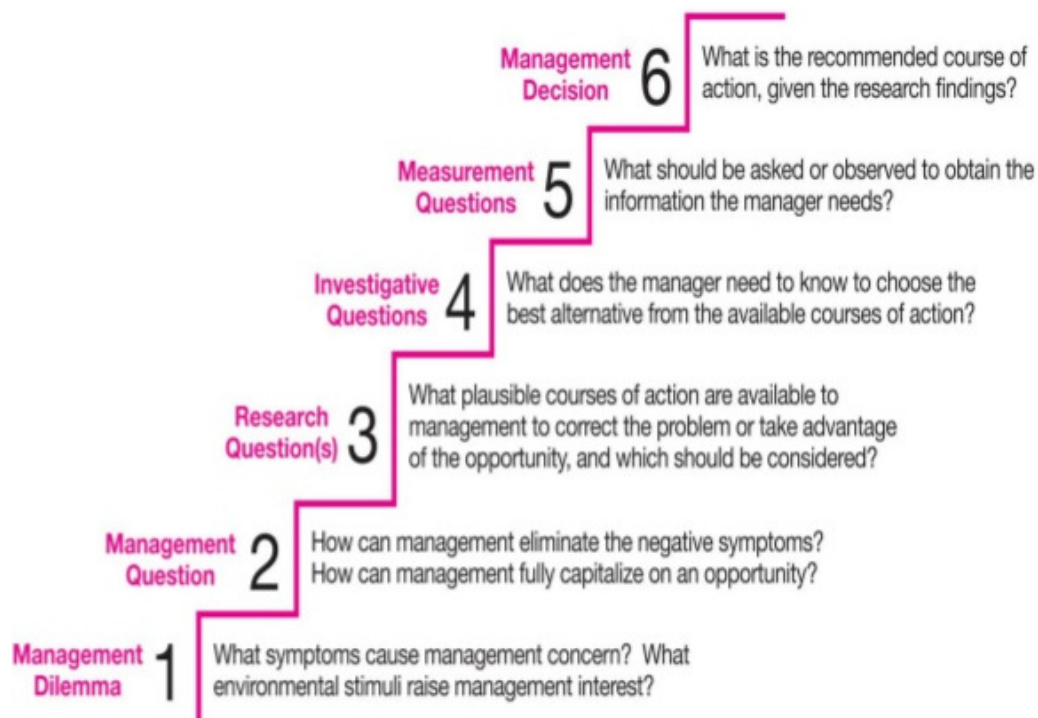 Management
Decision
6
What is the recommended course of
action, given the research findings?
Measurement
Questions
5
What should be asked or observed to obtain the
information the manager needs?
Investigative
Questions
4
What does the manager need to know to choose the
best alternative from the available courses of action?
Research
Question(s)
3
What plausible courses of action are available to
management to correct the problem or take advantage
of the opportunity, and which should be considered?
Management
Question
2
How can management eliminate the negative symptoms?
How can management fully capitalize on an opportunity?
Management
Dilemma
1
What symptoms cause management concern? What
environmental stimuli raise management interest?